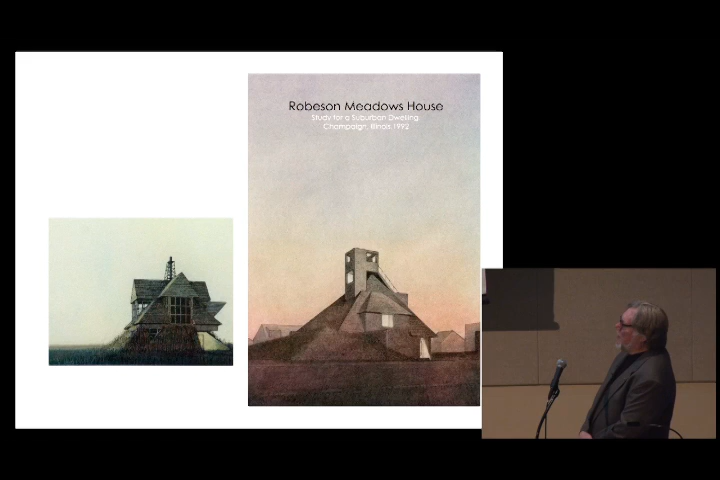 Robeson Meadows House
Study for a Suburban Dwelling
Champaign, Illinois 1992